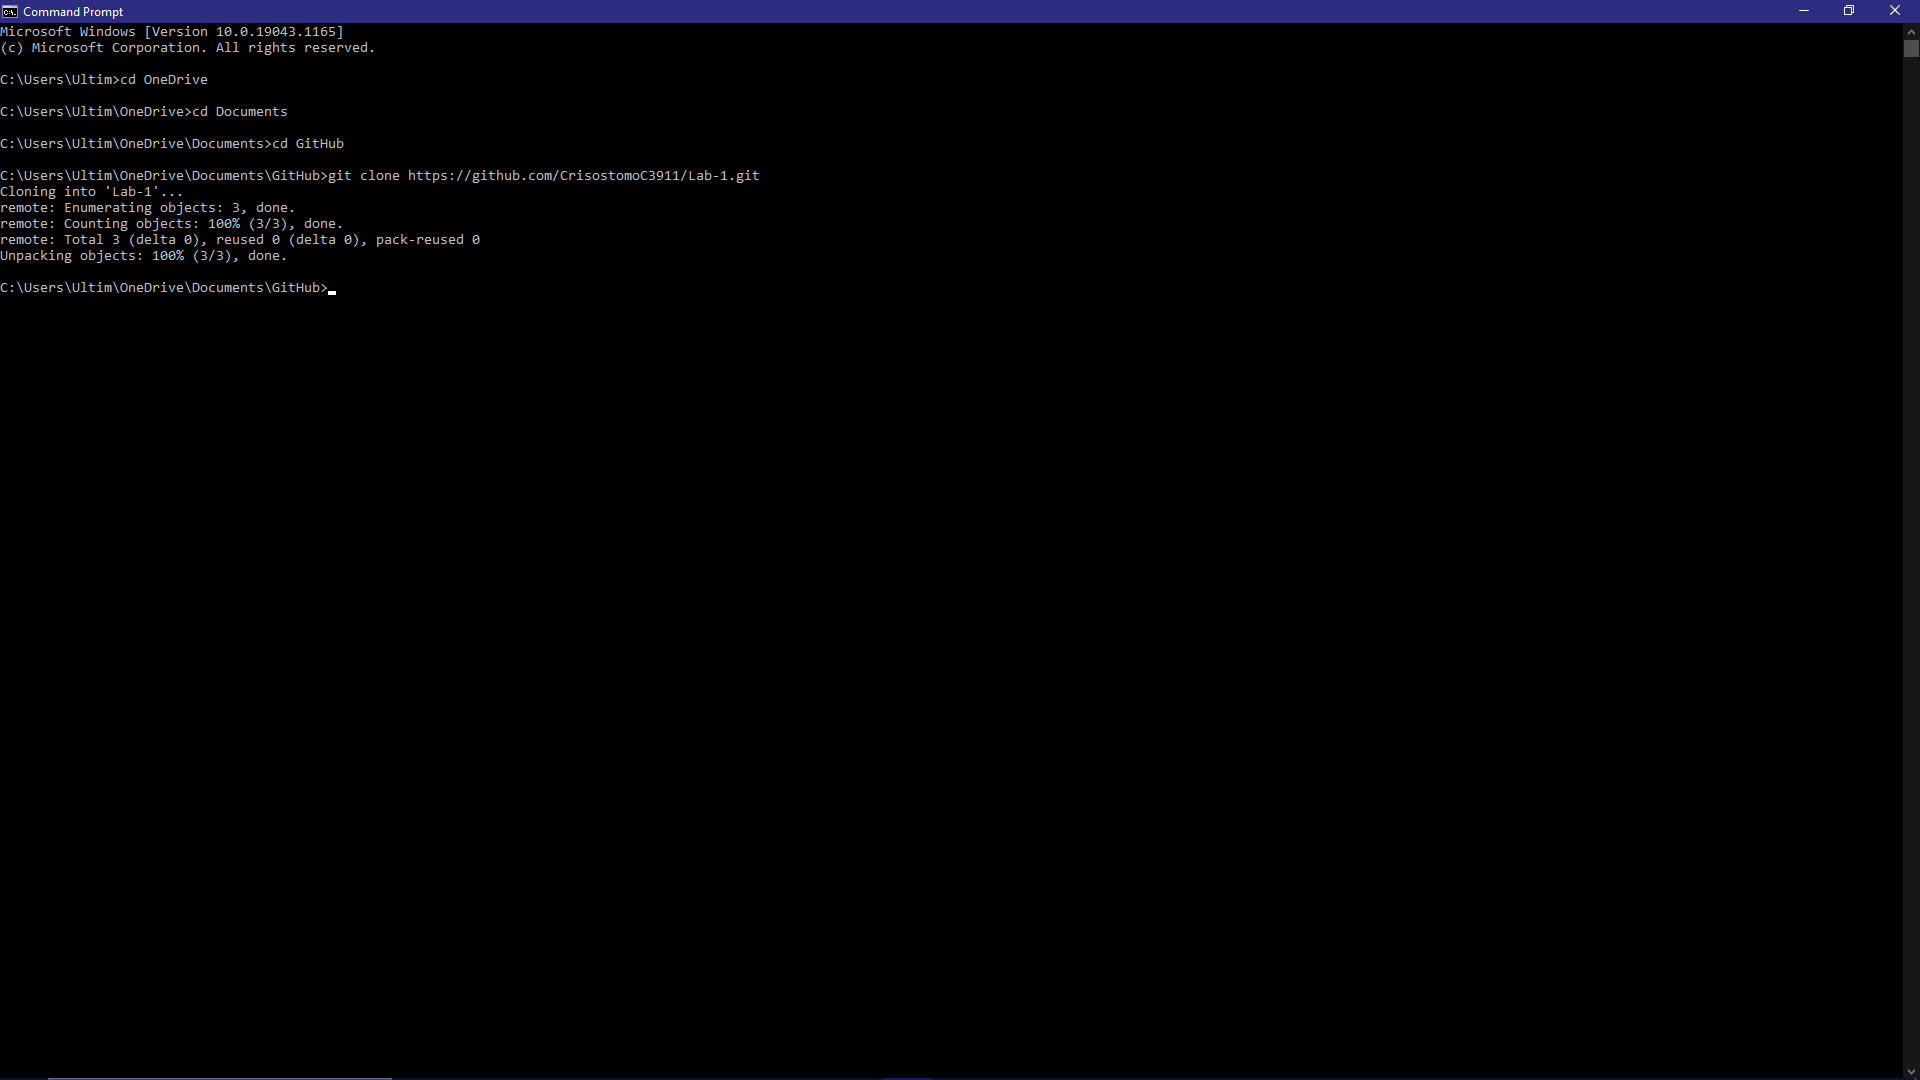 Command Prompt
Microsoft Windows [Version 10.0.19043.1165]
(c) Microsoft Corporation. All rights reserved.
C:\Users\Ultim>cd OneDrive
C:\Users\Ultim\OneDrive>cd Documents
C:\Users\Ultim\OneDrive\Documents>cd GitHub
C:\Users\Ultim\OneDrive\Documents\GitHub>git clone https://github.com/CrisostomoC3911/Lab-1.git
Cloning into 'Lab-1'...
remote: Enumerating objects: 3, done.
remote: Counting objects: 100% (3/3), done.
remote: Total 3 (delta 0), reused 0 (delta 0), pack-reused 0
Unpacking objects: 100% (3/3), done.
C:\Users\Ultim\OneDrive\Documents\GitHub>